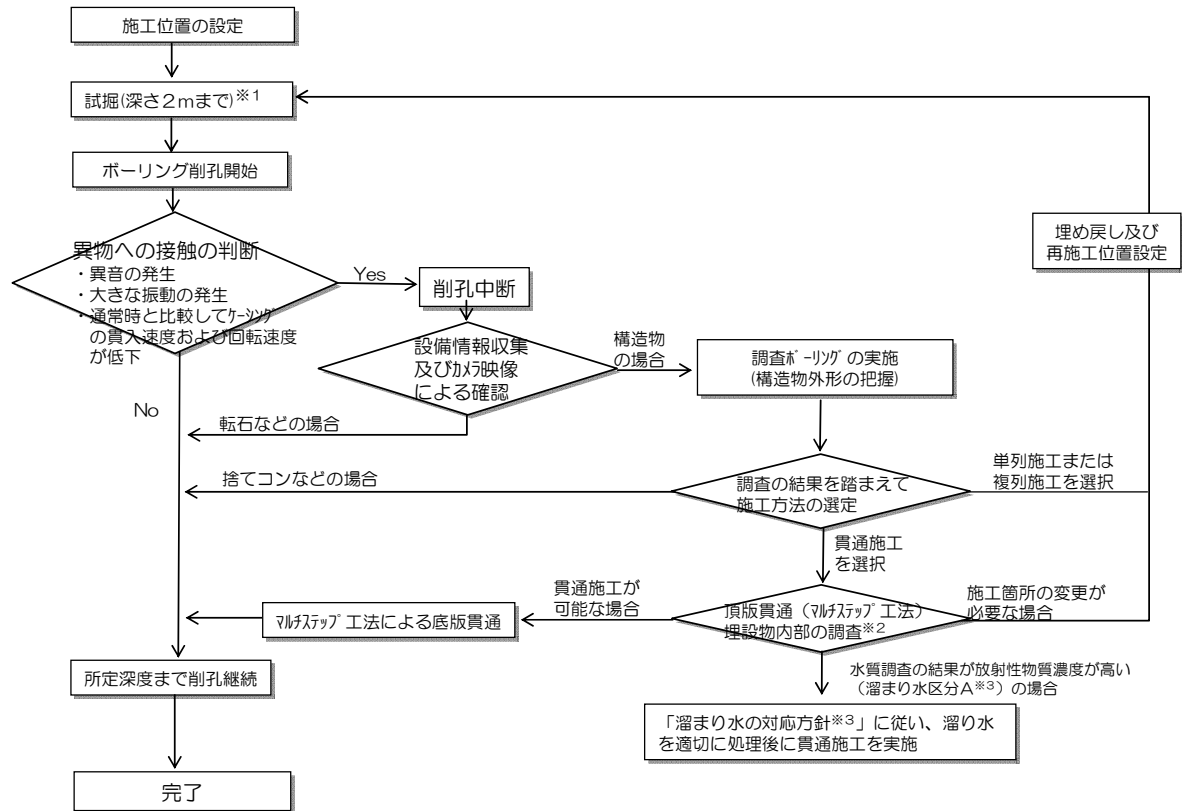 施工位置の設定
試掘(深さ2mまで)※1
ボーリング削孔開始
異物への接触の判断
・異音の発生
・大きな振動の発生
・通常時と比較してｹｰｼﾝｸﾞ
の貫入速度および回転速度
が低下
Yes
No
削孔中断
設備情報収集
及びｶﾒﾗ映像
による確認
構造物
の場合
転石などの場合
調査ﾎﾞｰﾘﾝｸﾞの実施
(構造物外形の把握)
埋め戻し及び
再施工位置設定
調査の結果を踏まえて
施工方法の選定
捨てコンなどの場合
単列施工または
複列施工を選択
貫通施工
を選択
頂版貫通（ﾏﾙﾁｽﾃｯﾌﾟ工法）
埋設物内部の調査※2
貫通施工が
可能な場合
施工箇所の変更が
必要な場合
ﾏﾙﾁｽﾃｯﾌﾟ工法による底版貫通
水質調査の結果が放射性物質濃度が高い
（溜まり水区分A※3）の場合
「溜まり水の対応方針※3」に従い、溜り水
を適切に処理後に貫通施工を実施
所定深度まで削孔継続
完了